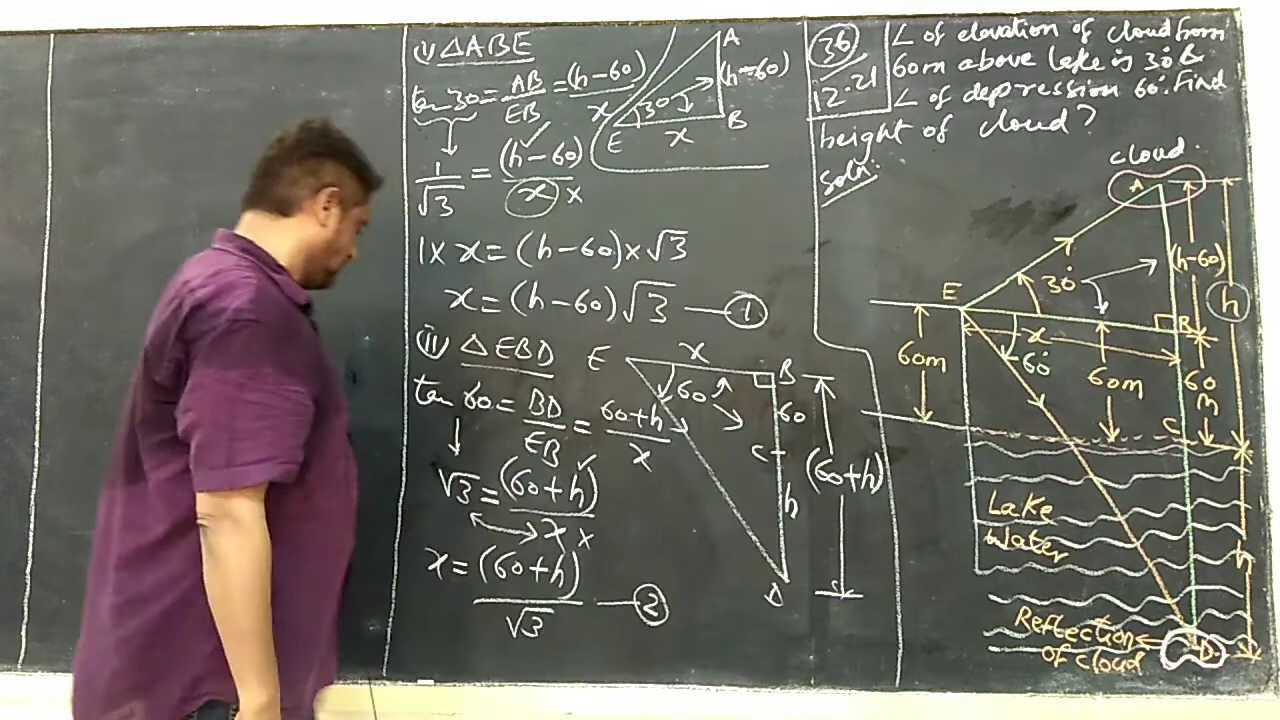 (36)
12.21
∠ of elevation of cloud from
60m above lake is 30° &
∠ of depression 60°. Find
height of cloud?
Soln:
cloud.
A
E
30°
(h-60)
h
B
x
60°
60m
60m
60
m
C
Lake
Water
h
Reflection
of cloud
D
(i) △ABE
tan 30 = AB/EB = (h-60)/x
A
(h-60)
30°
E
x
B
1/√3 = (h-60)/x
1 × x = (h-60) × √3
x = (h-60)√3 — (1)
(ii) △EBD
E
x
B
60°
60
C
(60+h)
h
D
tan 60 = BD/EB = 60+h/x
√3 = (60+h)/x
x = (60+h)/√3 — (2)